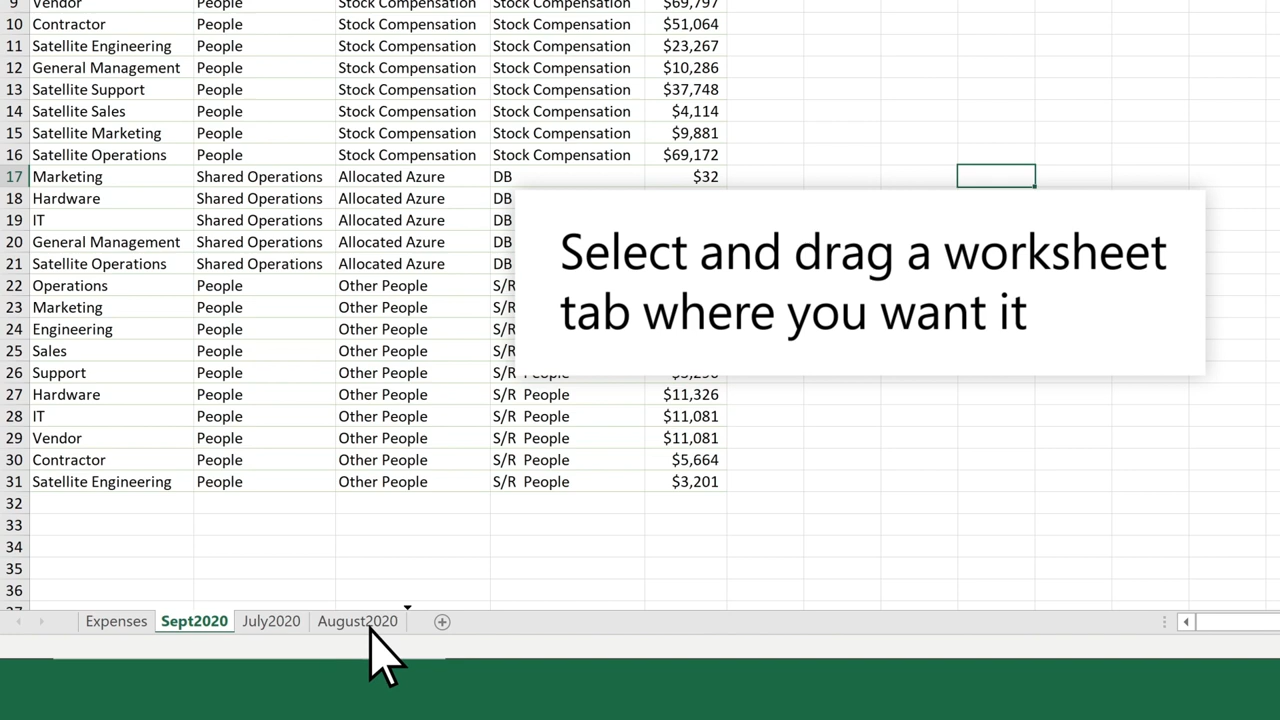 9 Vendor People Stock Compensation Stock Compensation $69,797
10 Contractor People Stock Compensation Stock Compensation $51,064
11 Satellite Engineering People Stock Compensation Stock Compensation $23,267
12 General Management People Stock Compensation Stock Compensation $10,286
13 Satellite Support People Stock Compensation Stock Compensation $37,748
14 Satellite Sales People Stock Compensation Stock Compensation $4,114
15 Satellite Marketing People Stock Compensation Stock Compensation $9,881
16 Satellite Operations People Stock Compensation Stock Compensation $69,172
17 Marketing Shared Operations Allocated Azure DB $32
18 Hardware Shared Operations Allocated Azure DB
19 IT Shared Operations Allocated Azure DB
20 General Management Shared Operations Allocated Azure DB
21 Satellite Operations Shared Operations Allocated Azure DB
22 Operations People Other People S/R
23 Marketing People Other People S/R
24 Engineering People Other People S/R
25 Sales People Other People S/R
26 Support People Other People S/R People
27 Hardware People Other People S/R People $11,326
28 IT People Other People S/R People $11,081
29 Vendor People Other People S/R People $11,081
30 Contractor People Other People S/R People $5,664
31 Satellite Engineering People Other People S/R People $3,201
32
33
34
35
36
Select and drag a worksheet
tab where you want it
Expenses Sept2020 July2020 August2020